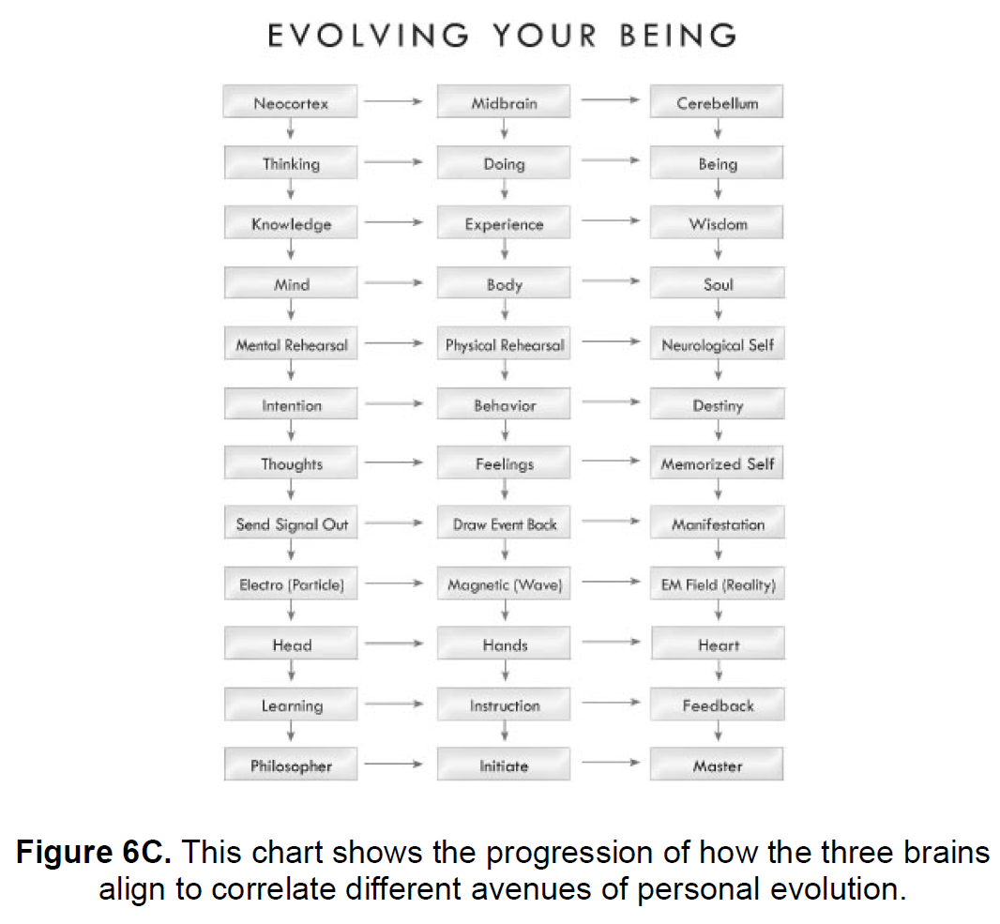 EVOLVING YOUR BEING
Neocortex Midbrain Cerebellum
Thinking Doing Being
Knowledge Experience Wisdom
Mind Body Soul
Mental Rehearsal Physical Rehearsal Neurological Self
Intention Behavior Destiny
Thoughts Feelings Memorized Self
Send Signal Out Draw Event Back Manifestation
Electro (Particle) Magnetic (Wave) EM Field (Reality)
Head Hands Heart
Learning Instruction Feedback
Philosopher Initiate Master
Figure 6C. This chart shows the progression of how the three brains
align to correlate different avenues of personal evolution.